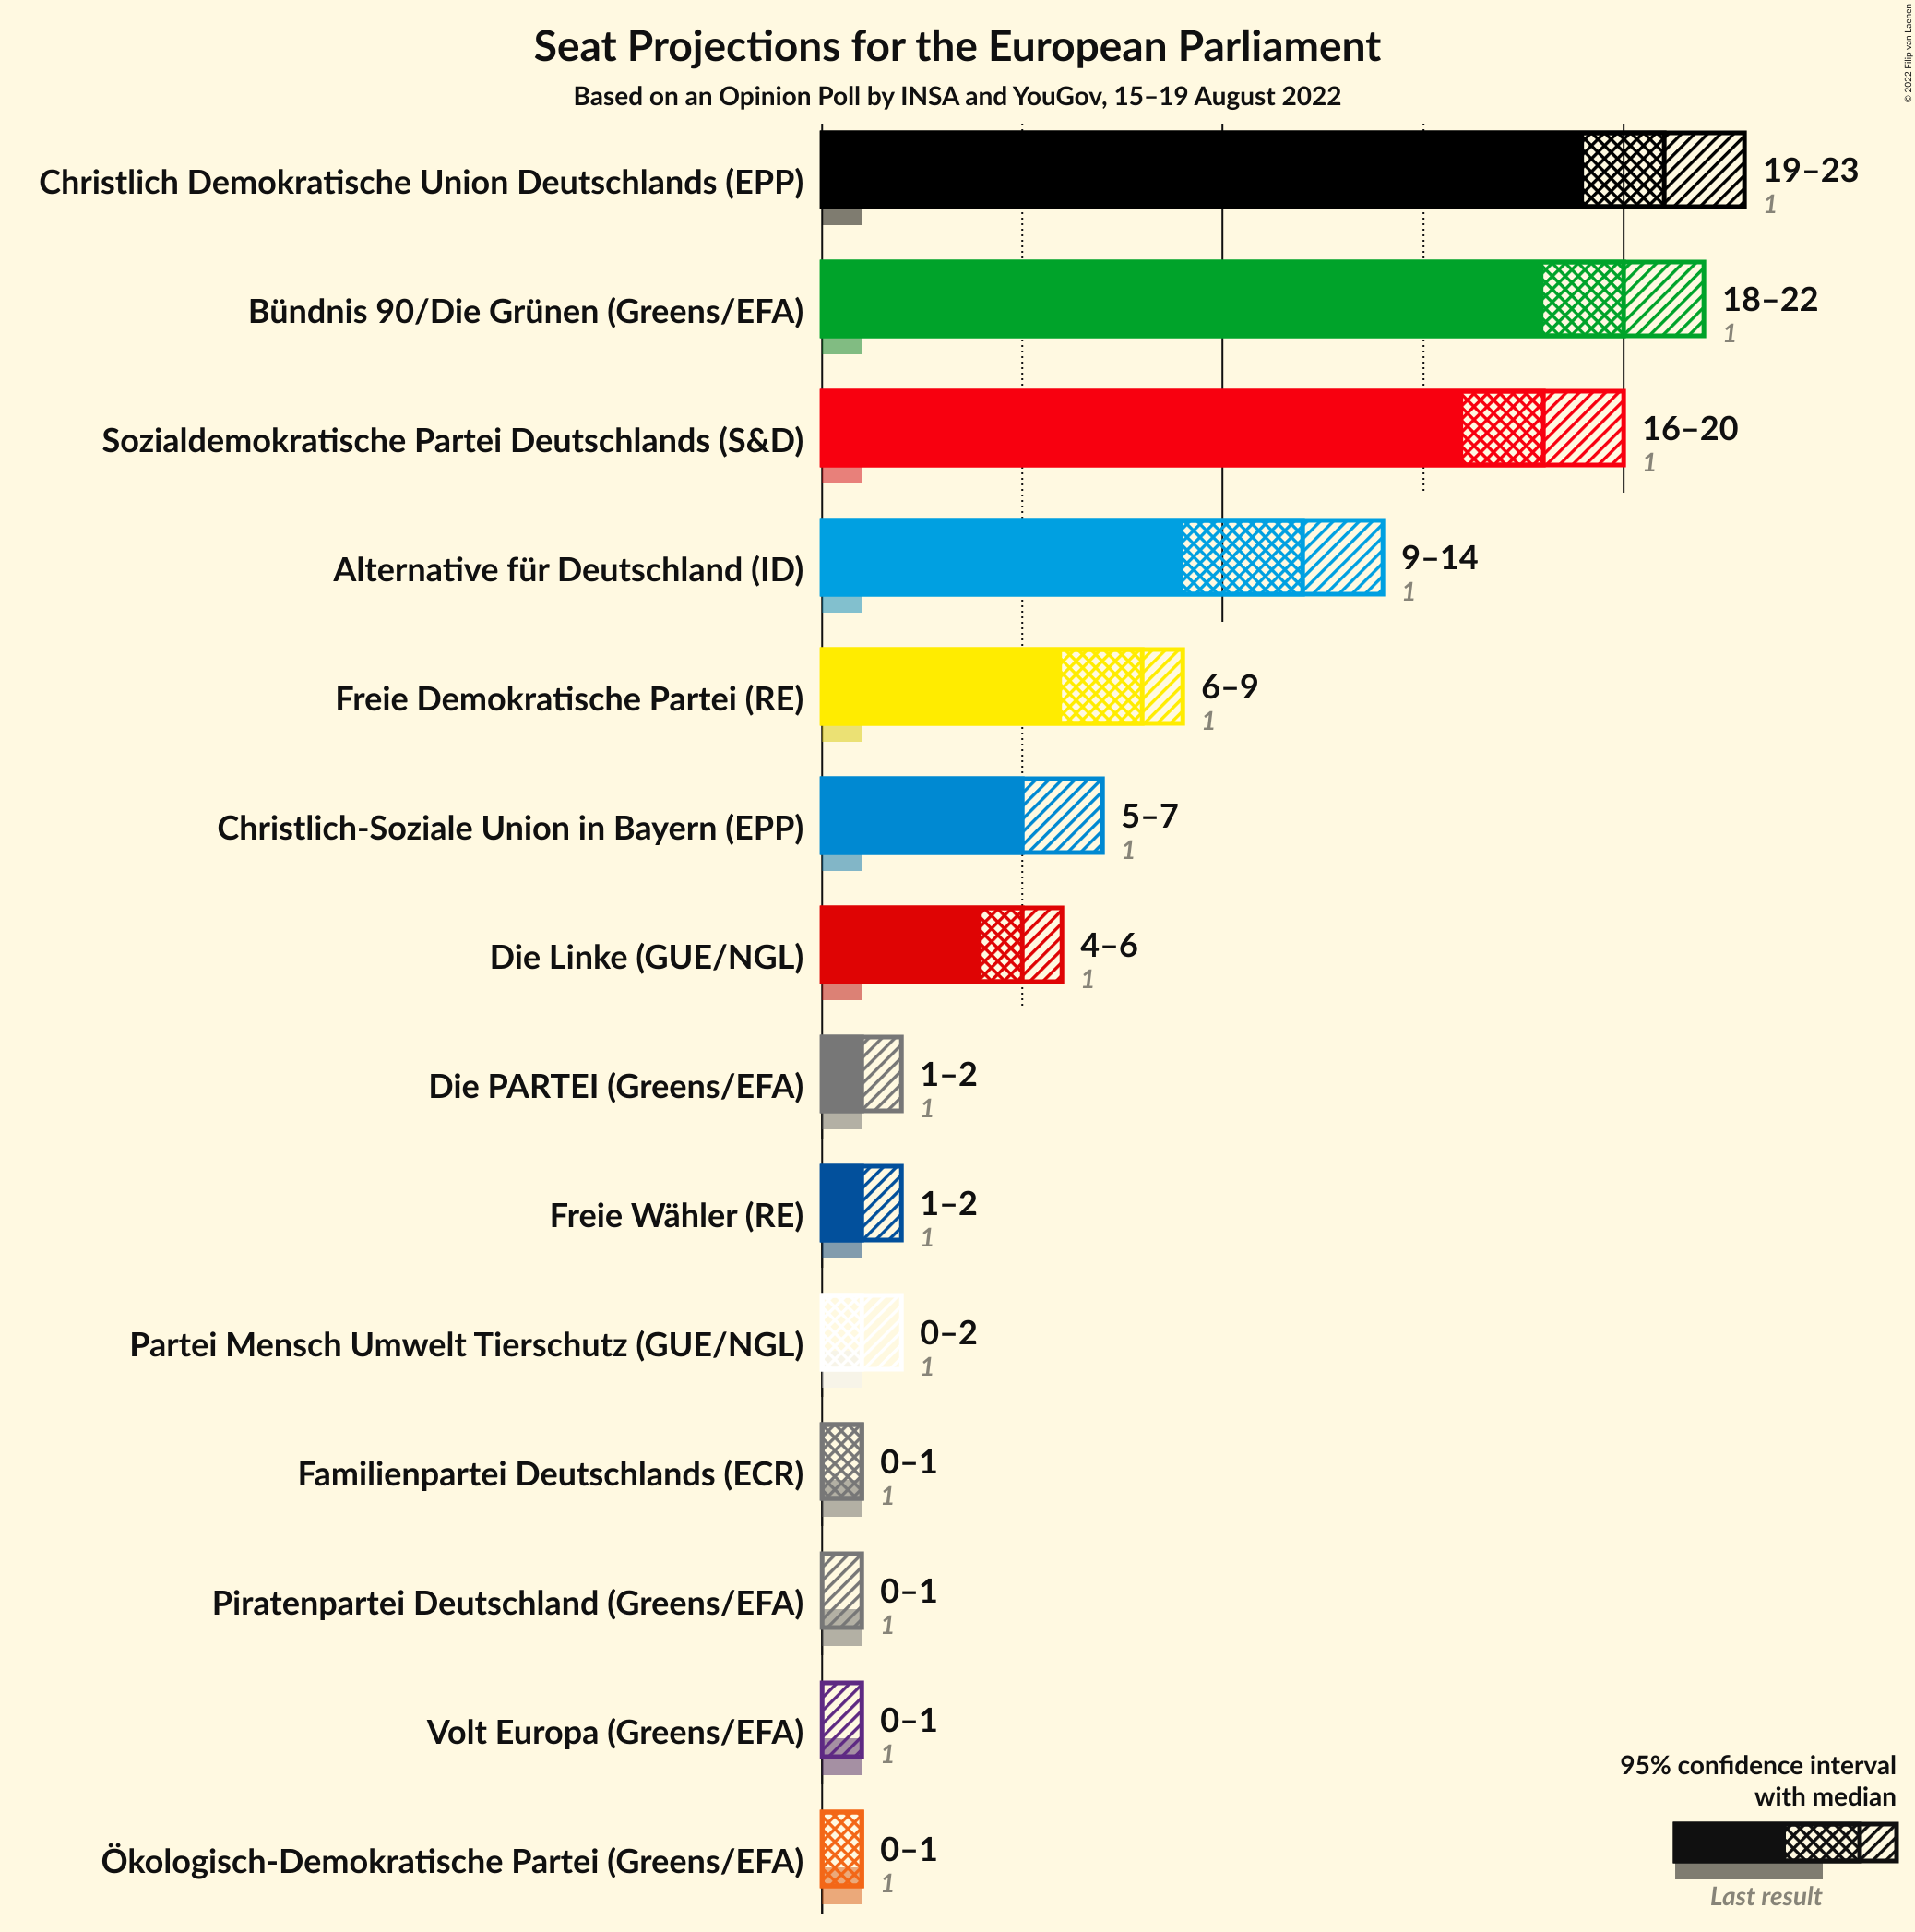 © 2022 Filip van Laenen
Seat Projections for the European Parliament
Based on an Opinion Poll by INSA and YouGov, 15–19 August 2022
Christlich Demokratische Union Deutschlands (EPP)
19–23
1
Bündnis 90/Die Grünen (Greens/EFA)
18–22
1
Sozialdemokratische Partei Deutschlands (S&D)
16–20
1
Alternative für Deutschland (ID)
9–14
1
Freie Demokratische Partei (RE)
6–9
1
Christlich-Soziale Union in Bayern (EPP)
5–7
1
Die Linke (GUE/NGL)
4–6
1
Die PARTEI (Greens/EFA)
1–2
1
Freie Wähler (RE)
1–2
1
Partei Mensch Umwelt Tierschutz (GUE/NGL)
0–2
1
Familienpartei Deutschlands (ECR)
0–1
1
Piratenpartei Deutschland (Greens/EFA)
0–1
1
Volt Europa (Greens/EFA)
0–1
1
Ökologisch-Demokratische Partei (Greens/EFA)
0–1
1
95% confidence interval
with median
Last result